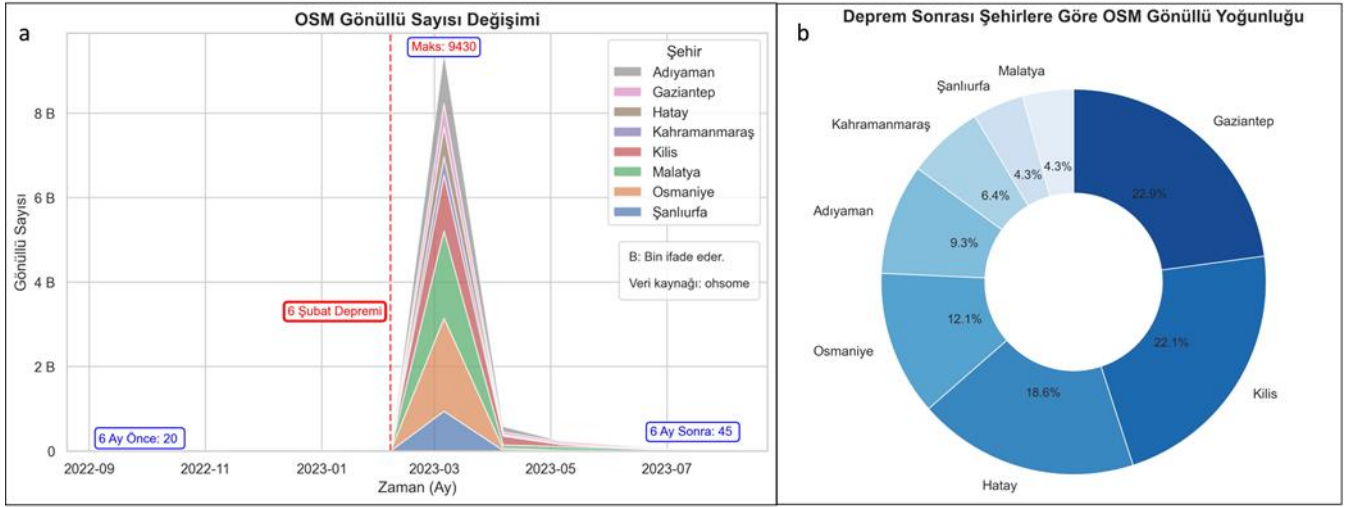 a
OSM Gönüllü Sayısı Değişimi
Maks: 9430
Şehir
Adıyaman
Gaziantep
Hatay
Kahramanmaraş
Kilis
Malatya
Osmaniye
Şanlıurfa
B: Bin ifade eder.
Veri kaynağı: ohsome
Gönüllü Sayısı
8 B
6 B
4 B
2 B
0
6 Şubat Depremi
6 Ay Önce: 20
6 Ay Sonra: 45
2022-09
2022-11
2023-01
2023-03
2023-05
2023-07
Zaman (Ay)
b
Deprem Sonrası Şehirlere Göre OSM Gönüllü Yoğunluğu
Malatya
4.3%
Şanlıurfa
4.3%
Kahramanmaraş
6.4%
Adıyaman
9.3%
Osmaniye
12.1%
Hatay
18.6%
Kilis
22.1%
Gaziantep
22.9%